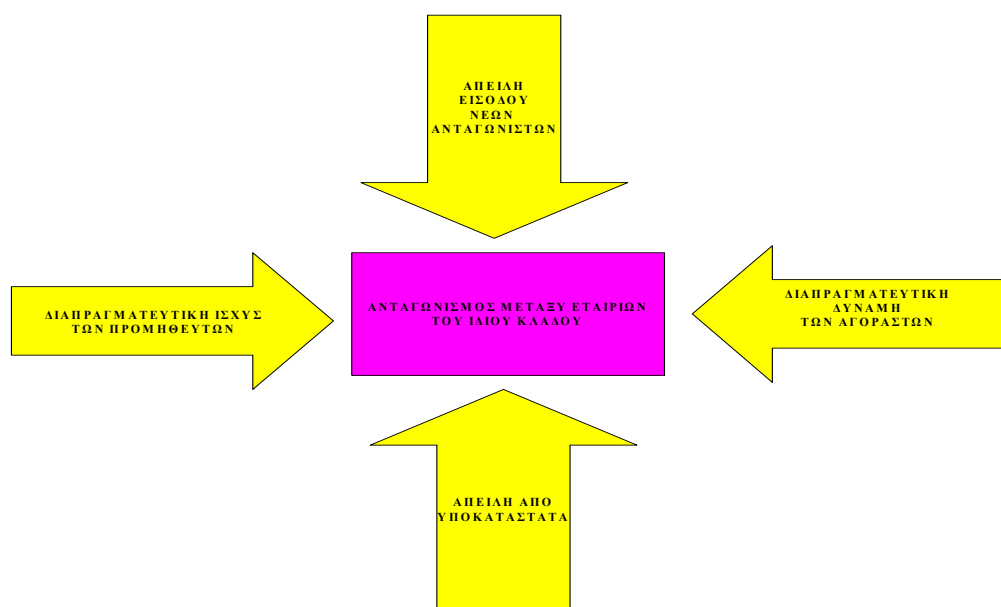 ΑΠΕΙΛΗ
ΕΙΣΟΔΟΥ
ΝΕΩΝ
ΑΝΤΑΓΩΝΙΣΤΩΝ
ΔΙΑΠΡΑΓΜΑΤΕΥΤΙΚΗ ΙΣΧΥΣ
ΤΩΝ ΠΡΟΜΗΘΕΥΤΩΝ
ΑΝΤΑΓΩΝΙΣΜΟΣ ΜΕΤΑΞΥ ΕΤΑΙΡΙΩΝ
ΤΟΥ ΙΔΙΟΥ ΚΛΑΔΟΥ
ΔΙΑΠΡΑΓΜΑΤΕΥΤΙΚΗ
ΔΥΝΑΜΗ
ΤΩΝ ΑΓΟΡΑΣΤΩΝ
ΑΠΕΙΛΗ ΑΠΟ
ΥΠΟΚΑΤΑΣΤΑΤΑ